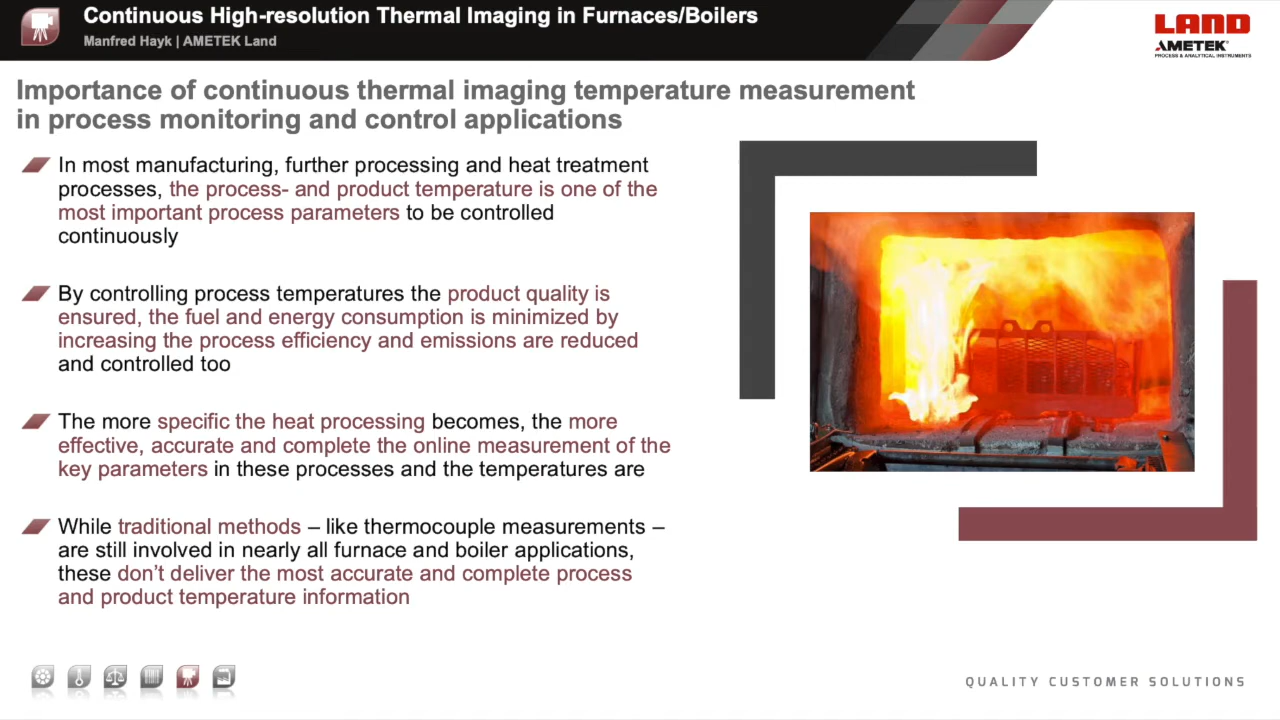 Continuous High-resolution Thermal Imaging in Furnaces/Boilers
Manfred Hayk | AMETEK Land
LAND
AMETEK®
PROCESS & ANALYTICAL INSTRUMENTS
Importance of continuous thermal imaging temperature measurement
in process monitoring and control applications
In most manufacturing, further processing and heat treatment
processes, the process- and product temperature is one of the
most important process parameters to be controlled
continuously
By controlling process temperatures the product quality is
ensured, the fuel and energy consumption is minimized by
increasing the process efficiency and emissions are reduced
and controlled too
The more specific the heat processing becomes, the more
effective, accurate and complete the online measurement of the
key parameters in these processes and the temperatures are
While traditional methods – like thermocouple measurements –
are still involved in nearly all furnace and boiler applications,
these don’t deliver the most accurate and complete process
and product temperature information
QUALITY CUSTOMER SOLUTIONS